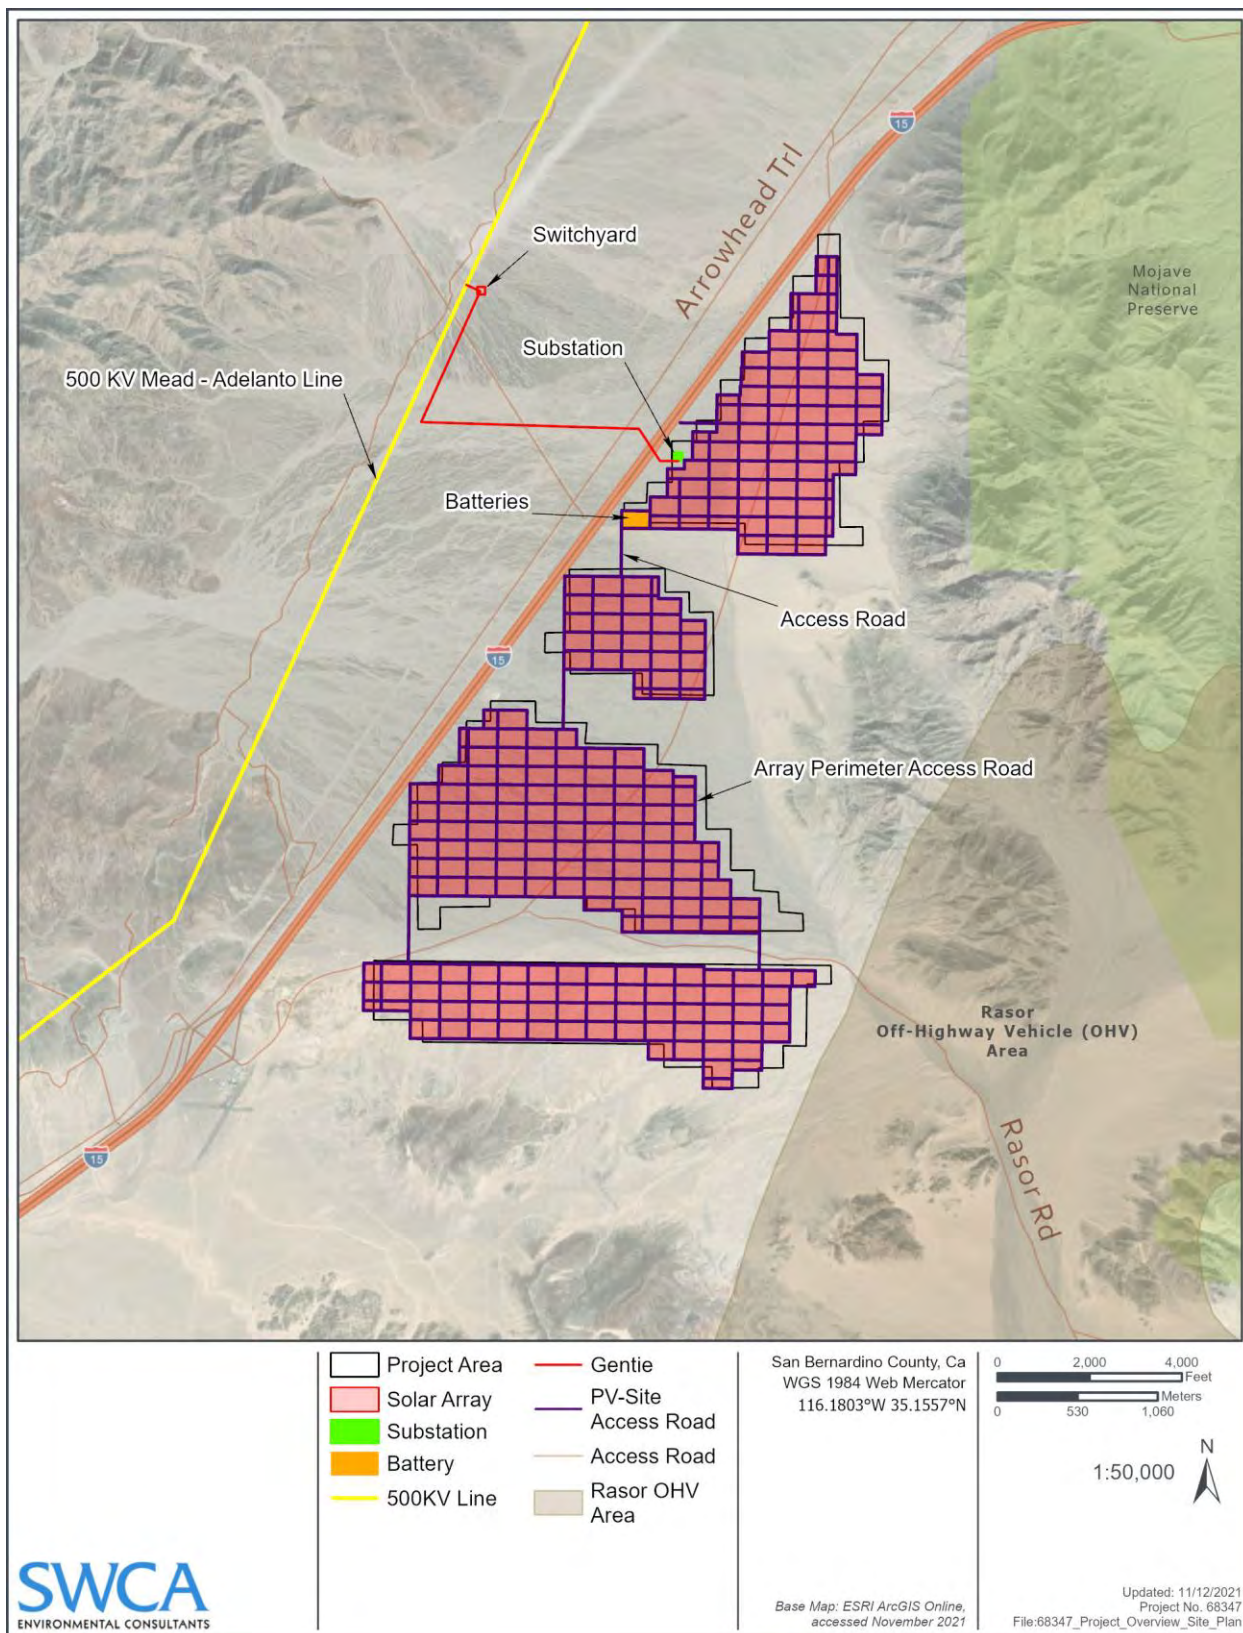 15
Arrowhead Trl
Switchyard
Mojave
National
Preserve
Substation
500 KV Mead - Adelanto Line
Batteries
Access Road
15
Array Perimeter Access Road
Rasor
Off-Highway Vehicle (OHV)
Area
Rasor Rd
15
Project Area
Solar Array
Substation
Battery
500KV Line
Gentie
PV-Site
Access Road
Access Road
Rasor OHV
Area
San Bernardino County, Ca
WGS 1984 Web Mercator
116.1803°W 35.1557°N
0 2,000 4,000
Feet
Meters
0 530 1,060
N
1:50,000
SWCA
ENVIRONMENTAL CONSULTANTS
Base Map: ESRI ArcGIS Online,
accessed November 2021
Updated: 11/12/2021
Project No. 68347
File:68347_Project_Overview_Site_Plan